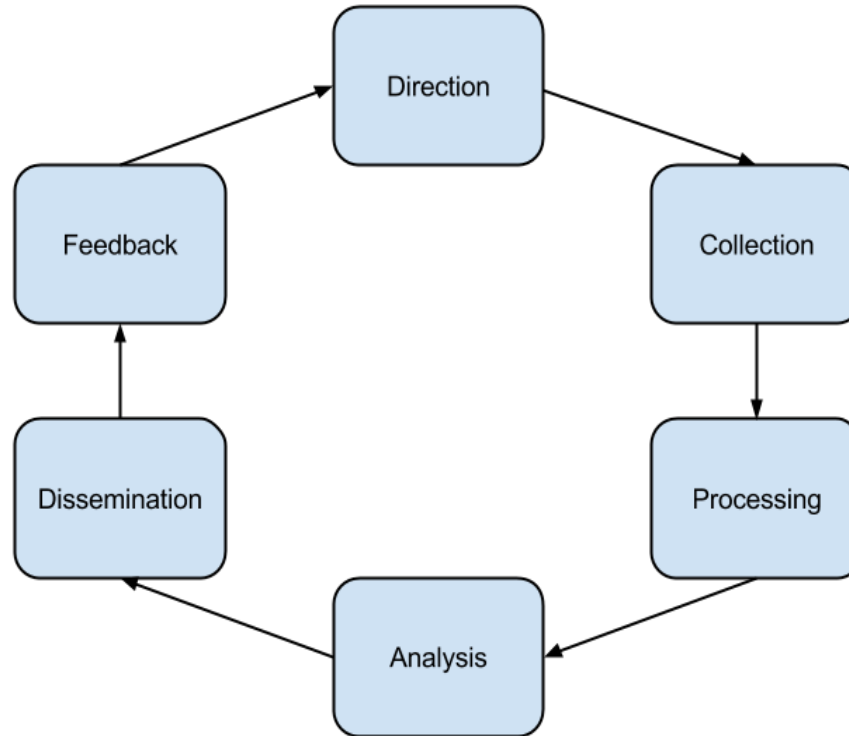 Direction
Collection
Processing
Analysis
Dissemination
Feedback